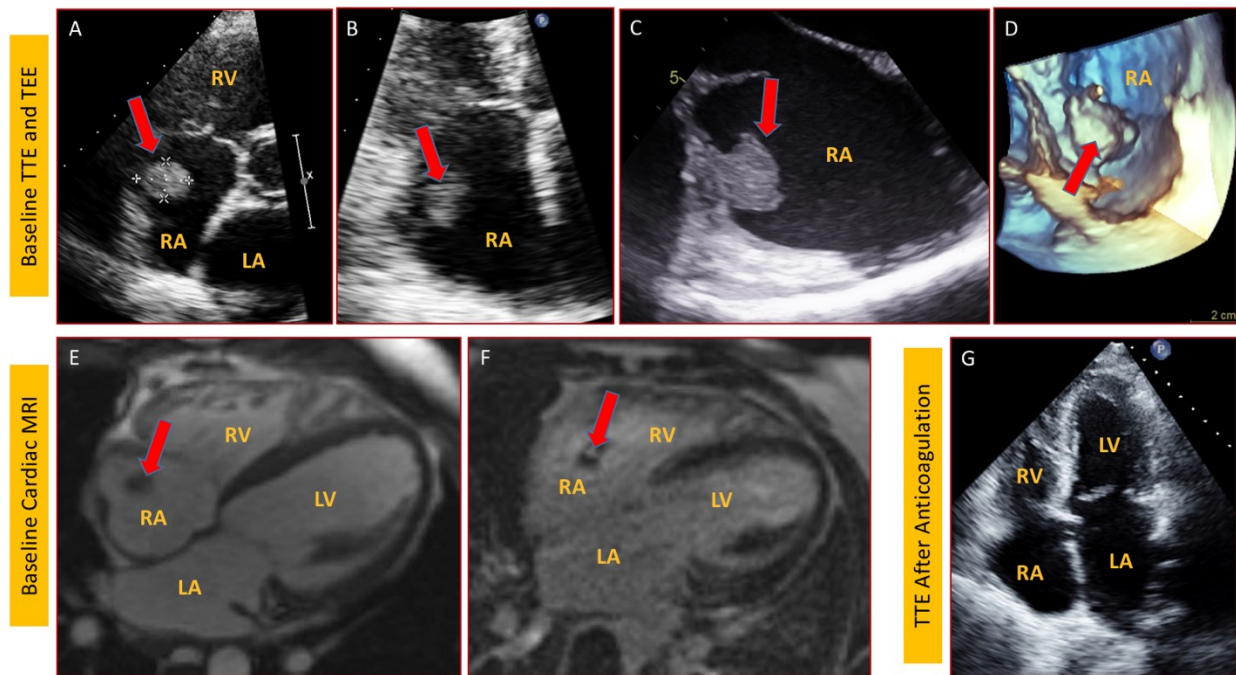 Baseline TTE and TEE
A
RV
RA
LA
x
B
P
RA
C
5
RA
D
RA
2 cm
Baseline Cardiac MRI
E
RV
RA
LV
LA
F
RV
RA
LV
LA
TTE After Anticoagulation
G
P
LV
RV
RA
LA